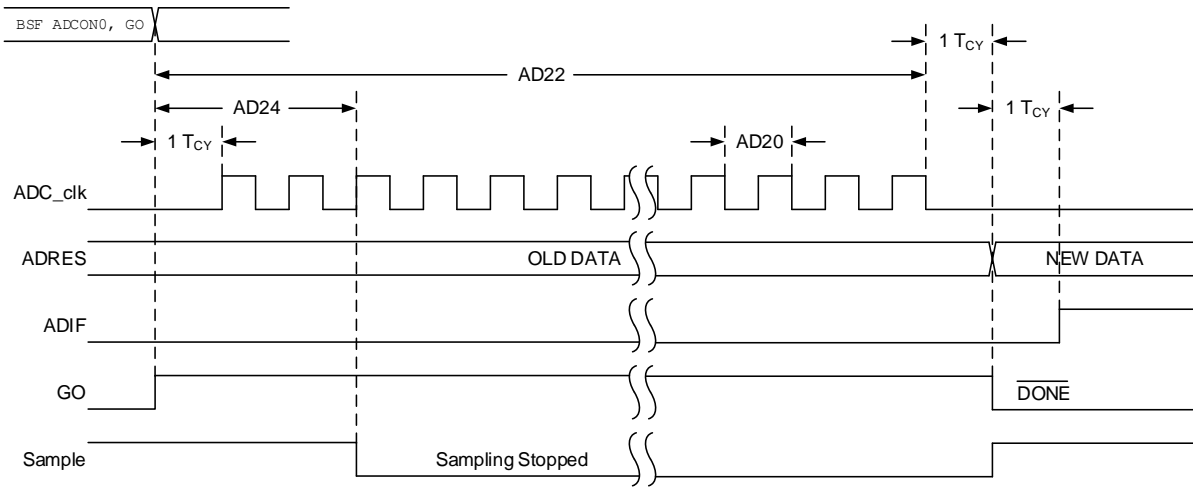 BSF ADCON0, GO
1 TCY
AD22
1 TCY
AD24
1 TCY
AD20
ADC_clk
ADRES
OLD DATA
NEW DATA
ADIF
GO
DONE
Sample
Sampling Stopped